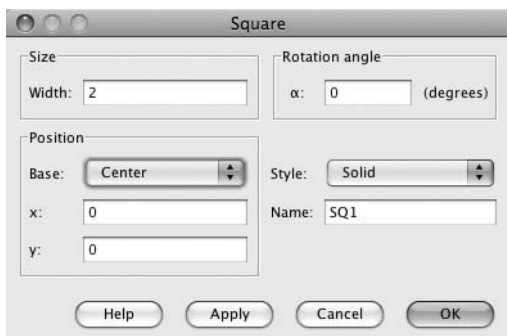 Square
Size
Width: 2
Rotation angle
α: 0 (degrees)
Position
Base: Center
x: 0
y: 0
Style: Solid
Name: SQ1
Help Apply Cancel OK